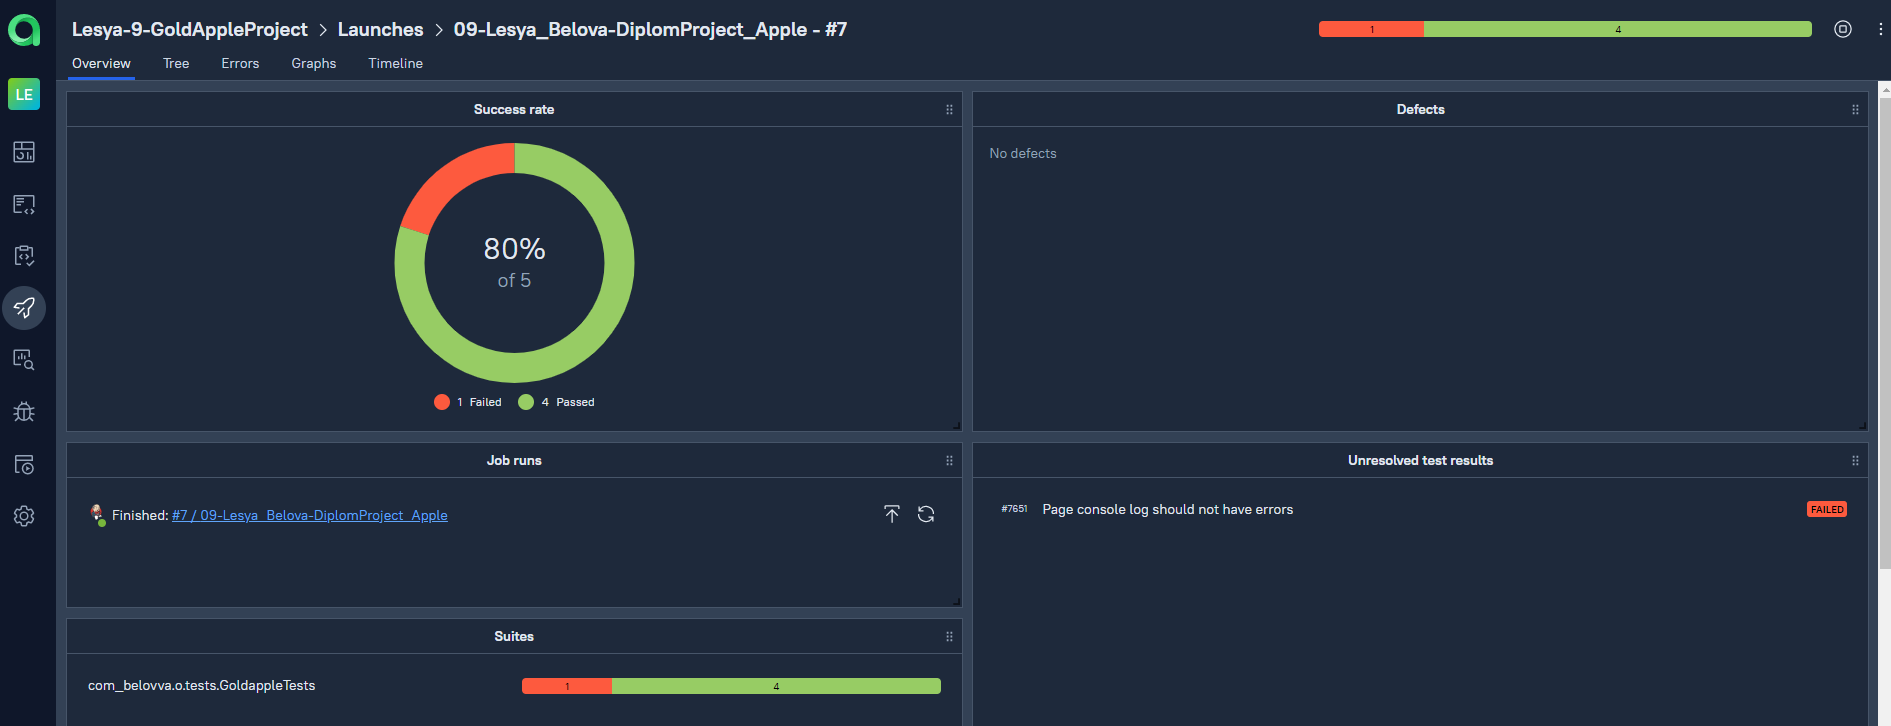 Lesya-9-GoldAppleProject > Launches > 09-Lesya_Belova-DiplomProject_Apple - #7
1 4
Overview Tree Errors Graphs Timeline
LE
Success rate
80%
of 5
1 Failed 4 Passed
Defects
No defects
Job runs
Finished: #7 / 09-Lesya_Belova-DiplomProject_Apple
Unresolved test results
#7651 Page console log should not have errors FAILED
Suites
com_belovva.o.tests.GoldappleTests 1 4